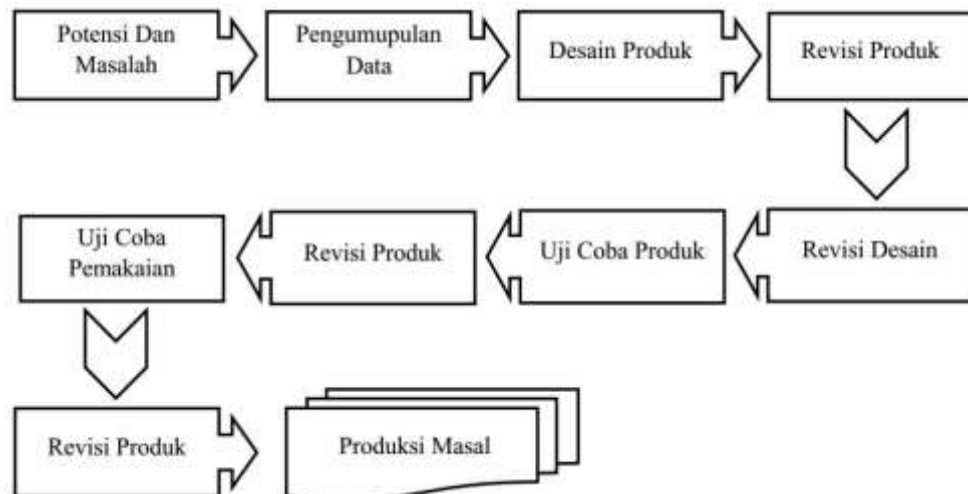 Potensi Dan
Masalah
Pengumupulan
Data
Desain Produk
Revisi Produk
Revisi Desain
Uji Coba Produk
Revisi Produk
Uji Coba
Pemakaian
Revisi Produk
Produksi Masal